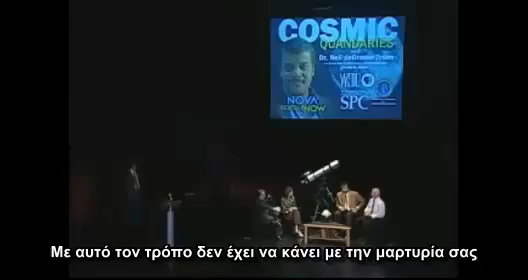 COSMIC
QUANDARIES
Dr. Neil deGrasse Tyson
NOVA
NOW
SPC
Με αυτό τον τρόπο δεν έχει να κάνει με την μαρτυρία σας